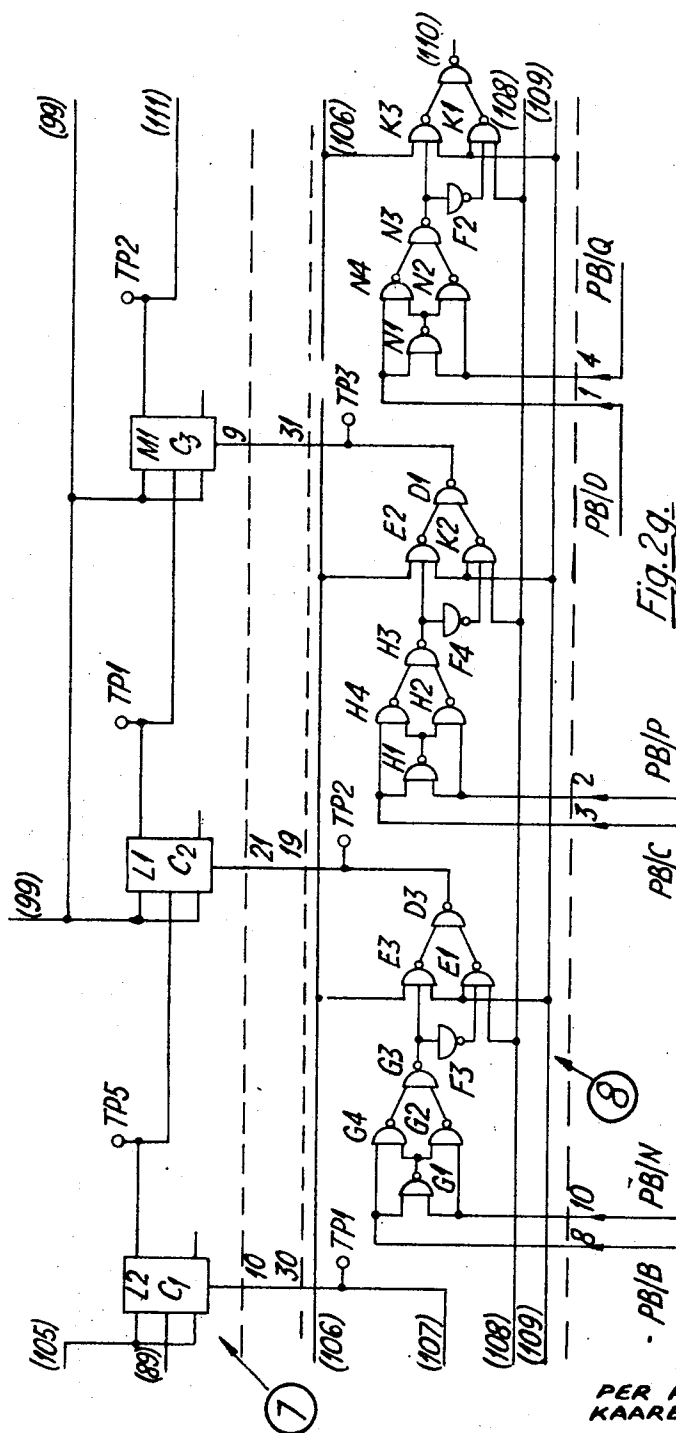 (99) (99)
(105) TP5 TP1 TP2 (111)
(89) L2 L1 M1
C1 C2 C3
7
10 21 9
30 19 31
(106) TP1 TP2 TP3 (106)
G4 E3 H4 E2 N4 K3
G3 D3 H3 D1 N3 (110)
G1 G2 H1 H2 N1 N2
(107) F3 E1 F4 K2 F2 K1
(108) (108)
(109) (109)
8 10 3 2 1 4
8
- PB/B PB/N PB/C PB/P PB/D PB/Q
Fig. 2g.
PER
KAARE